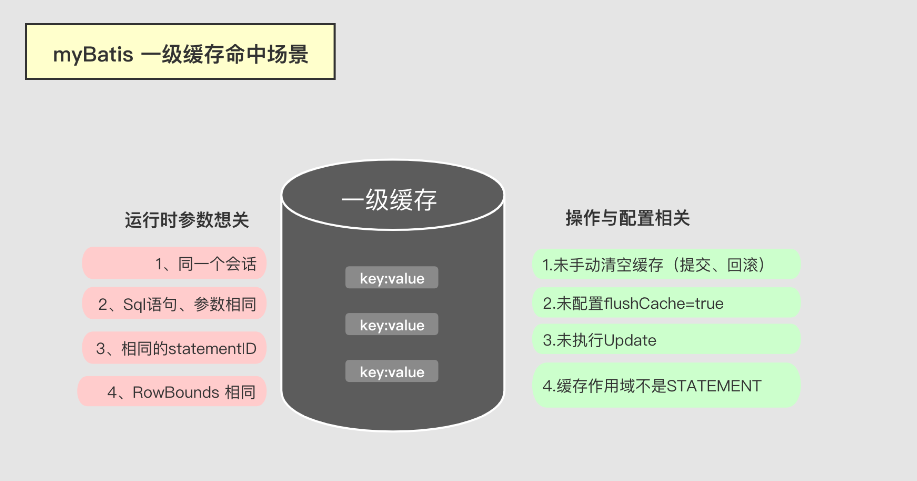 myBatis 一级缓存命中场景
一级缓存
运行时参数想关
1、同一个会话
2、Sql语句、参数相同
3、相同的statementID
4、RowBounds 相同
key:value
key:value
key:value
操作与配置相关
1.未手动清空缓存（提交、回滚）
2.未配置flushCache=true
3.未执行Update
4.缓存作用域不是STATEMENT